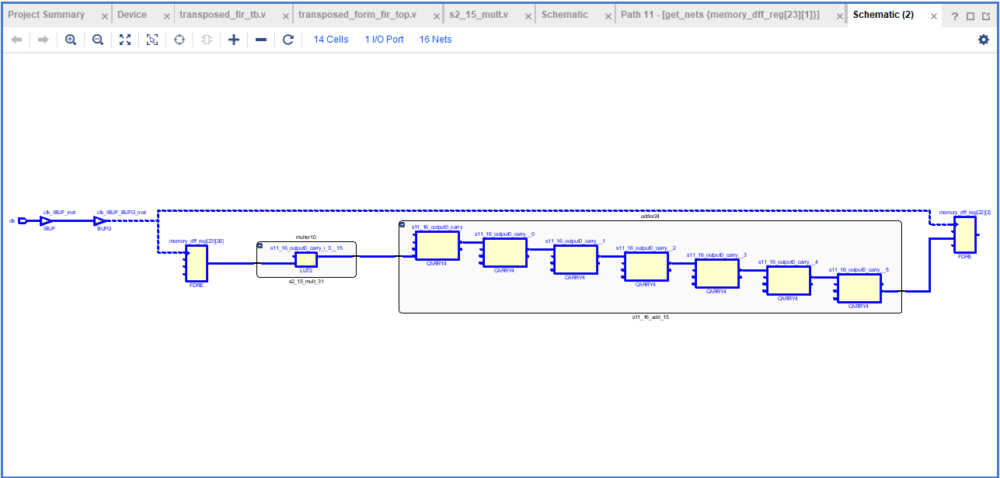 Project Summary × Device × transposed_fir_tb.v × transposed_form_fir_top.v × s2_15_mult.v × Schematic × Path 11 - [get_nets {memory_dff_reg[23][1]}] × Schematic (2) × ?
14 Cells 1 I/O Port 16 Nets
clk
clk_IBUF_inst
IBUF
clk_IBUF_BUFG_inst
BUFG
memory_dff_reg[23][26]
FDRE
multer10
s11_16_output0_carry_i_3__15
LUT2
s2_15_mult_31
adder24
s11_16_output0_carry
CARRY4
s11_16_output0_carry__0
CARRY4
s11_16_output0_carry__1
CARRY4
s11_16_output0_carry__2
CARRY4
s11_16_output0_carry__3
CARRY4
s11_16_output0_carry__4
CARRY4
s11_16_output0_carry__5
CARRY4
s11_16_add_15
memory_dff_reg[22][2]
FDRE